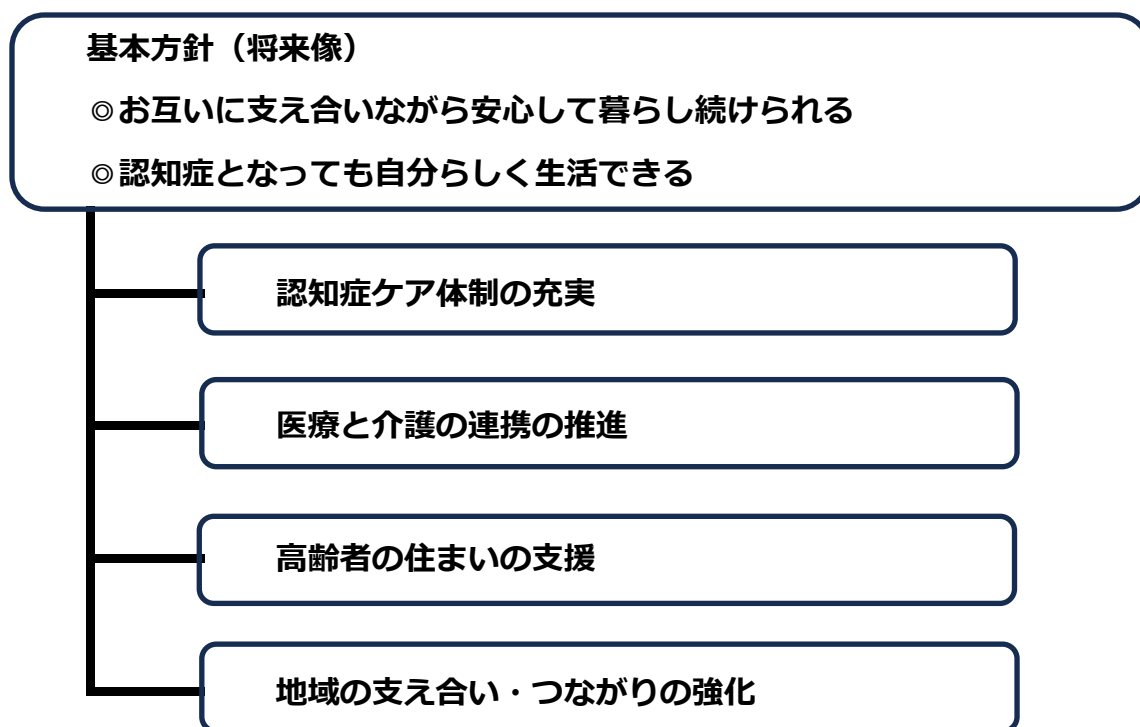 基本方針（将来像）
◎お互いに支え合いながら安心して暮らし続けられる
◎認知症となっても自分らしく生活できる
認知症ケア体制の充実
医療と介護の連携の推進
高齢者の住まいの支援
地域の支え合い・つながりの強化